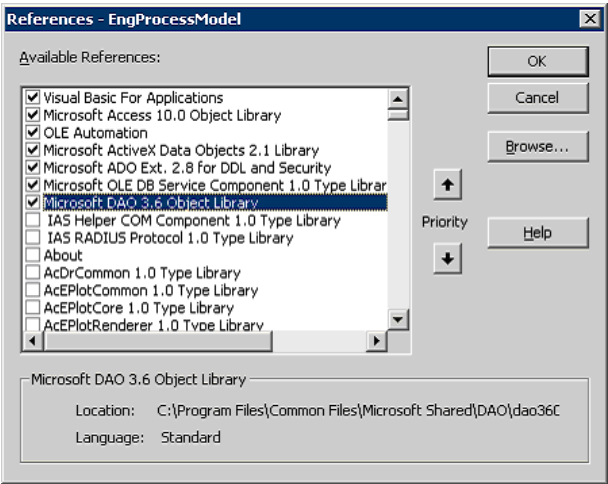 References - EngProcessModel
Available References:
Visual Basic For Applications
Microsoft Access 10.0 Object Library
OLE Automation
Microsoft ActiveX Data Objects 2.1 Library
Microsoft ADO Ext. 2.8 for DDL and Security
Microsoft OLE DB Service Component 1.0 Type Librar
Microsoft DAO 3.6 Object Library
IAS Helper COM Component 1.0 Type Library
IAS RADIUS Protocol 1.0 Type Library
About
AcDrCommon 1.0 Type Library
AcEPlotCommon 1.0 Type Library
AcEPlotCore 1.0 Type Library
AcEPlotRenderer 1.0 Type Library
Priority
OK
Cancel
Browse...
Help
Microsoft DAO 3.6 Object Library
Location: C:\Program Files\Common Files\Microsoft Shared\DAO\dao360
Language: Standard